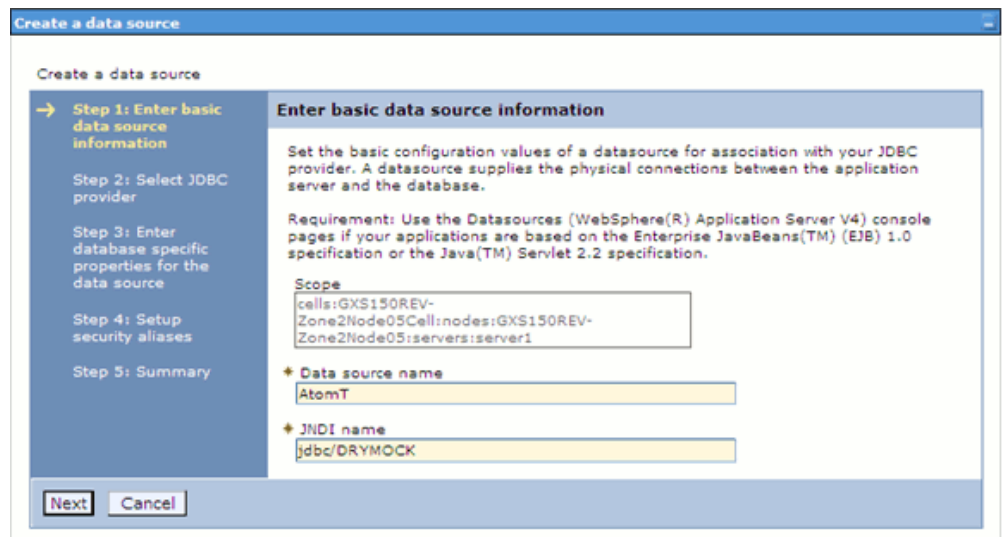 Create a data source
Create a data source
Step 1: Enter basic
data source
information
Step 2: Select JDBC
provider
Step 3: Enter
database specific
properties for the
data source
Step 4: Setup
security aliases
Step 5: Summary
Enter basic data source information
Set the basic configuration values of a datasource for association with your JDBC
provider. A datasource supplies the physical connections between the application
server and the database.
Requirement: Use the Datasources (WebSphere(R) Application Server V4) console
pages if your applications are based on the Enterprise JavaBeans(TM) (EJB) 1.0
specification or the Java(TM) Servlet 2.2 specification.
Scope
cells:GXS150REV-
Zone2Node05Cell:nodes:GXS150REV-
Zone2Node05:servers:server1
Data source name
AtomT
JNDI name
jdbc/DRYMOCK
Next Cancel